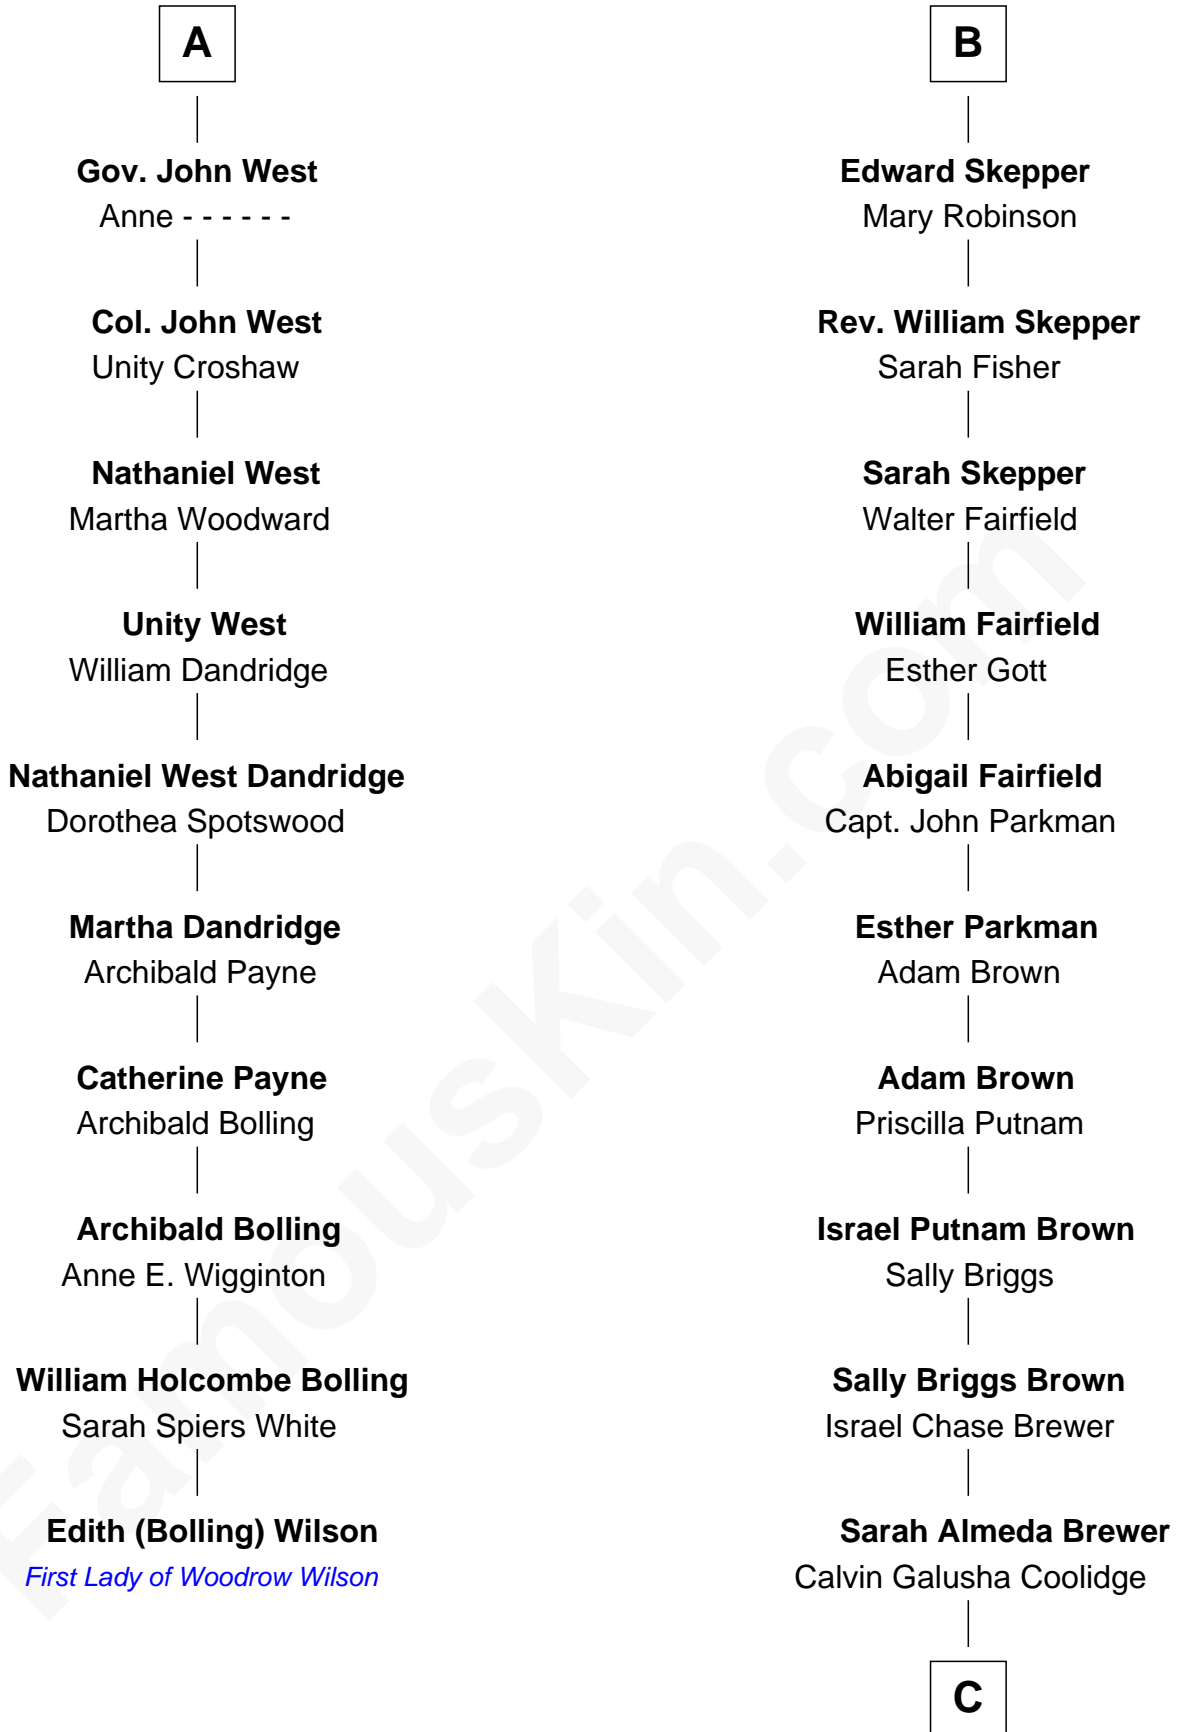 A
Gov. John West
Anne - - - - - -
Col. John West
Unity Croshaw
Nathaniel West
Martha Woodward
Unity West
William Dandridge
Nathaniel West Dandridge
Dorothea Spotswood
Martha Dandridge
Archibald Payne
Catherine Payne
Archibald Bolling
Archibald Bolling
Anne E. Wigginton
William Holcombe Bolling
Sarah Spiers White
Edith (Bolling) Wilson
First Lady of Woodrow Wilson
B
Edward Skepper
Mary Robinson
Rev. William Skepper
Sarah Fisher
Sarah Skepper
Walter Fairfield
William Fairfield
Esther Gott
Abigail Fairfield
Capt. John Parkman
Esther Parkman
Adam Brown
Adam Brown
Priscilla Putnam
Israel Putnam Brown
Sally Briggs
Sally Briggs Brown
Israel Chase Brewer
Sarah Almeda Brewer
Calvin Galusha Coolidge
C
FamousKin.com